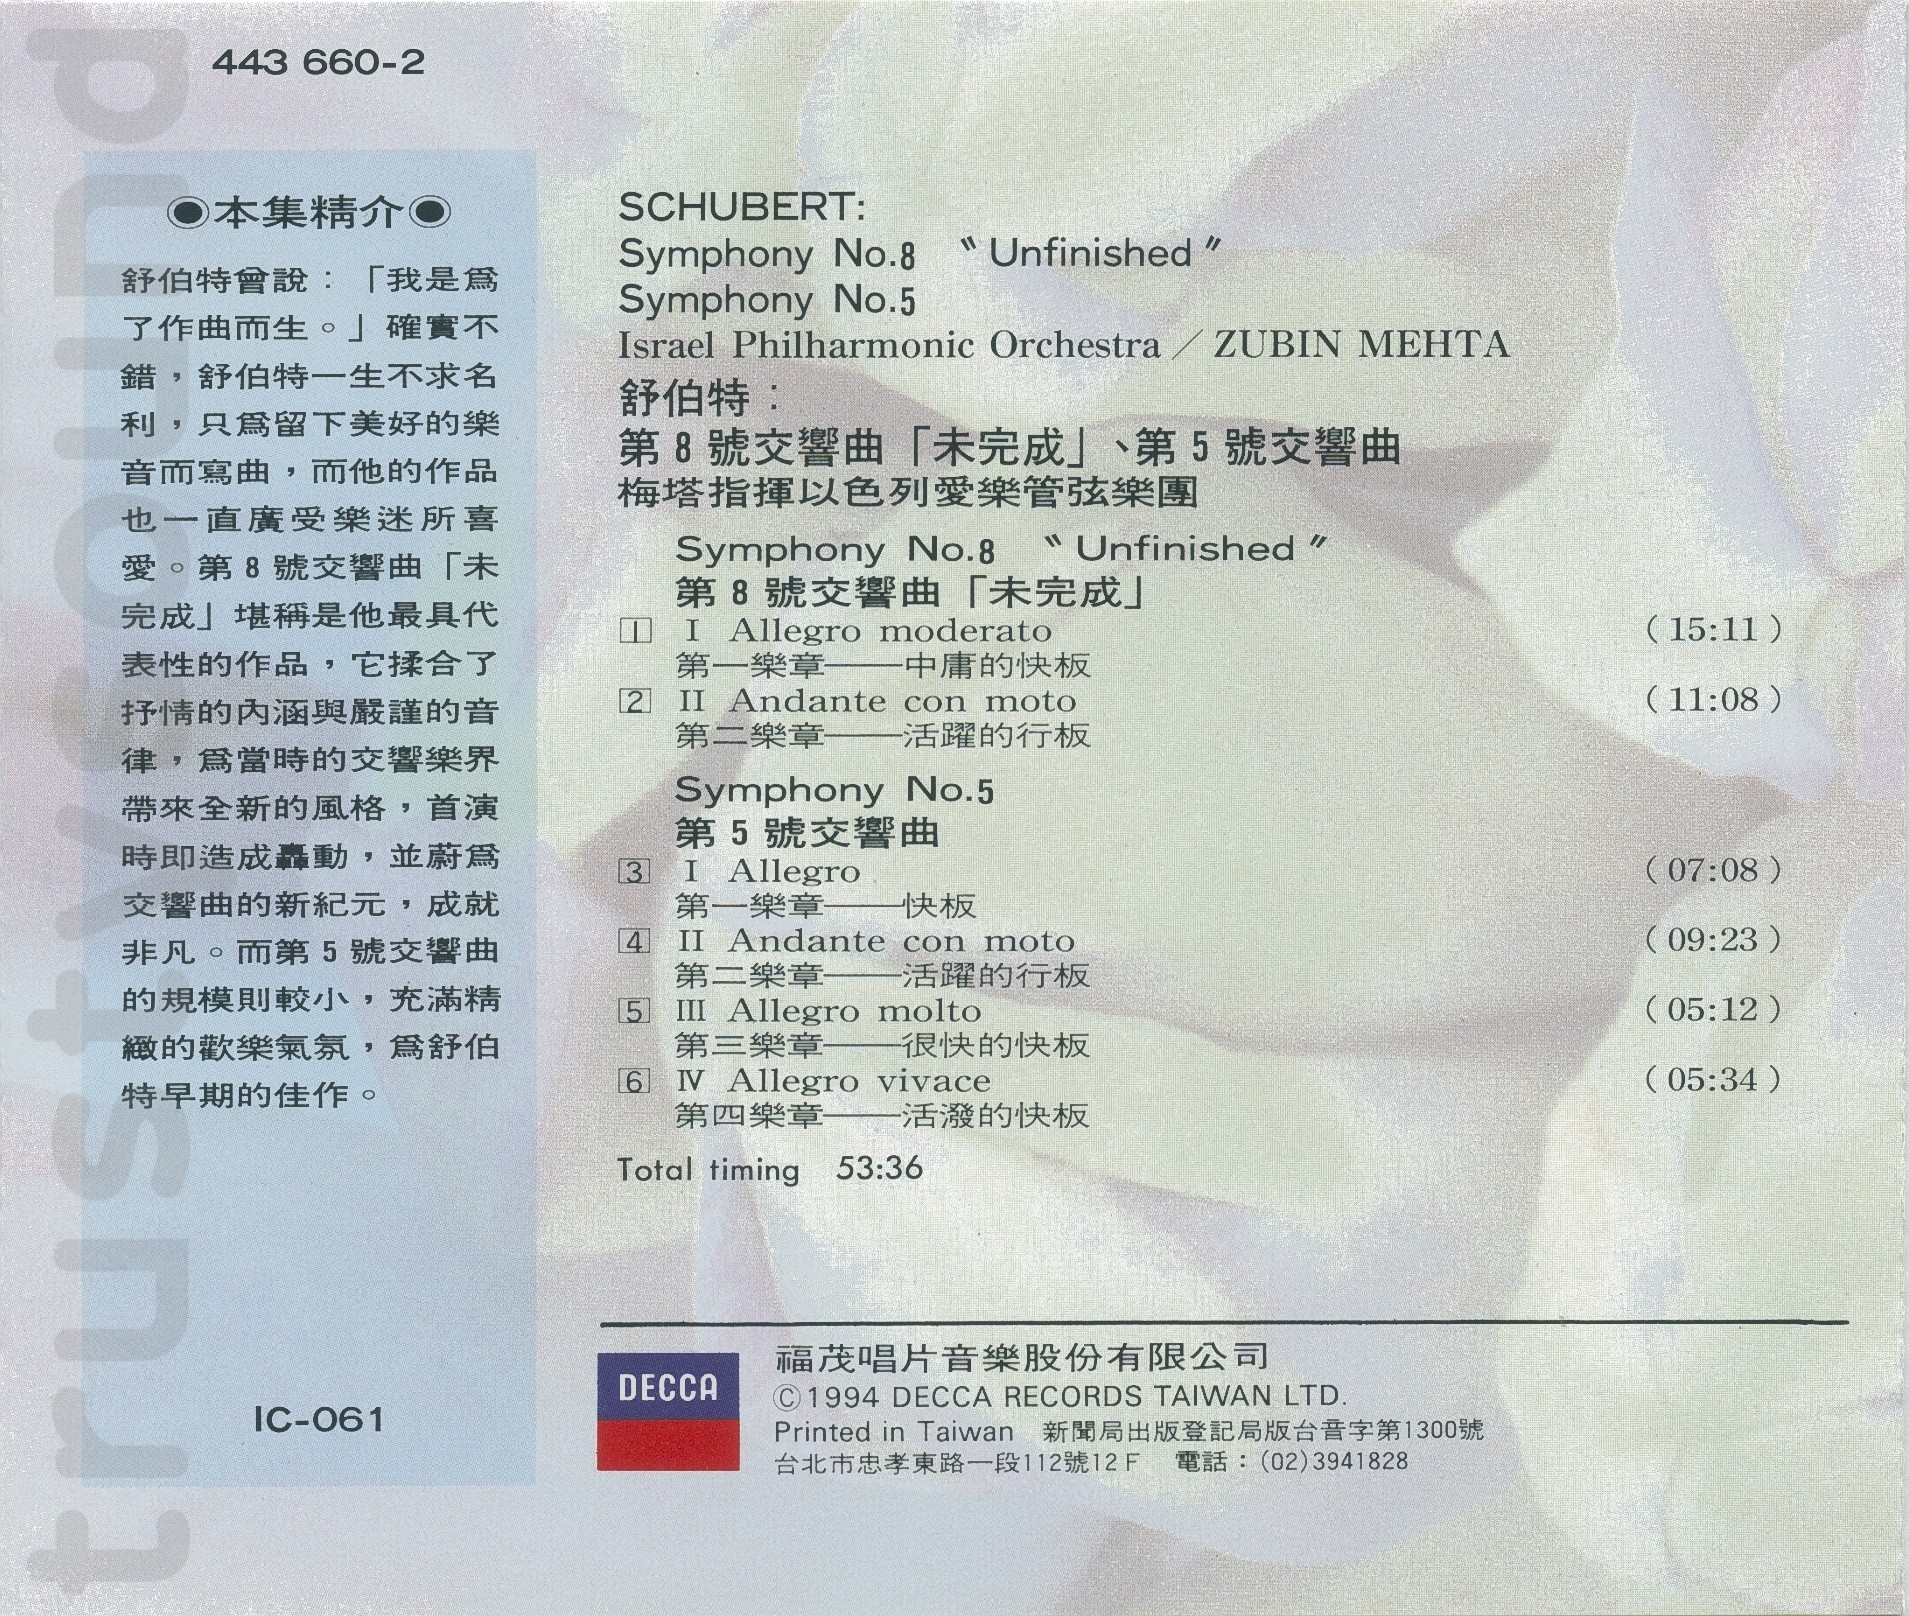 443 660-2
trust your sound
◉本集精介◉
舒伯特曾說：「我是爲
了作曲而生。」確實不
錯，舒伯特一生不求名
利，只爲留下美好的樂
音而寫曲，而他的作品
也一直廣受樂迷所喜
愛。第8號交響曲「未
完成」堪稱是他最具代
表性的作品，它揉合了
抒情的內涵與嚴謹的音
律，爲當時的交響樂界
帶來全新的風格，首演
時即造成轟動，並蔚爲
交響曲的新紀元，成就
非凡。而第5號交響曲
的規模則較小，充滿精
緻的歡樂氣氛，爲舒伯
特早期的佳作。
IC-061
SCHUBERT:
Symphony No.8 〝Unfinished〞
Symphony No.5
Israel Philharmonic Orchestra／ZUBIN MEHTA
舒伯特：
第8號交響曲「未完成」、第5號交響曲
梅塔指揮以色列愛樂管弦樂團
Symphony No.8 〝Unfinished〞
第8號交響曲「未完成」
1 I Allegro moderato (15:11)
第一樂章——中庸的快板
2 II Andante con moto (11:08)
第二樂章——活躍的行板
Symphony No.5
第5號交響曲
3 I Allegro (07:08)
第一樂章——快板
4 II Andante con moto (09:23)
第二樂章——活躍的行板
5 III Allegro molto (05:12)
第三樂章——很快的快板
6 IV Allegro vivace (05:34)
第四樂章——活潑的快板
Total timing 53:36
DECCA
福茂唱片音樂股份有限公司
©1994 DECCA RECORDS TAIWAN LTD.
Printed in Taiwan 新聞局出版登記局版台音字第1300號
台北市忠孝東路一段112號12F 電話：(02)3941828